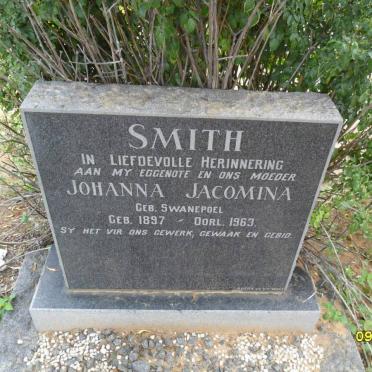 SMITH
IN LIEFDEVOLLE HERINNERING
AAN MY EGGENOTE EN ONS MOEDER
JOHANNA JACOMINA
GEB. SWANEPOEL
GEB. 1897 - OORL. 1963.
SY HET VIR ONS GEWERK, GEWAAK EN GEBID.
09